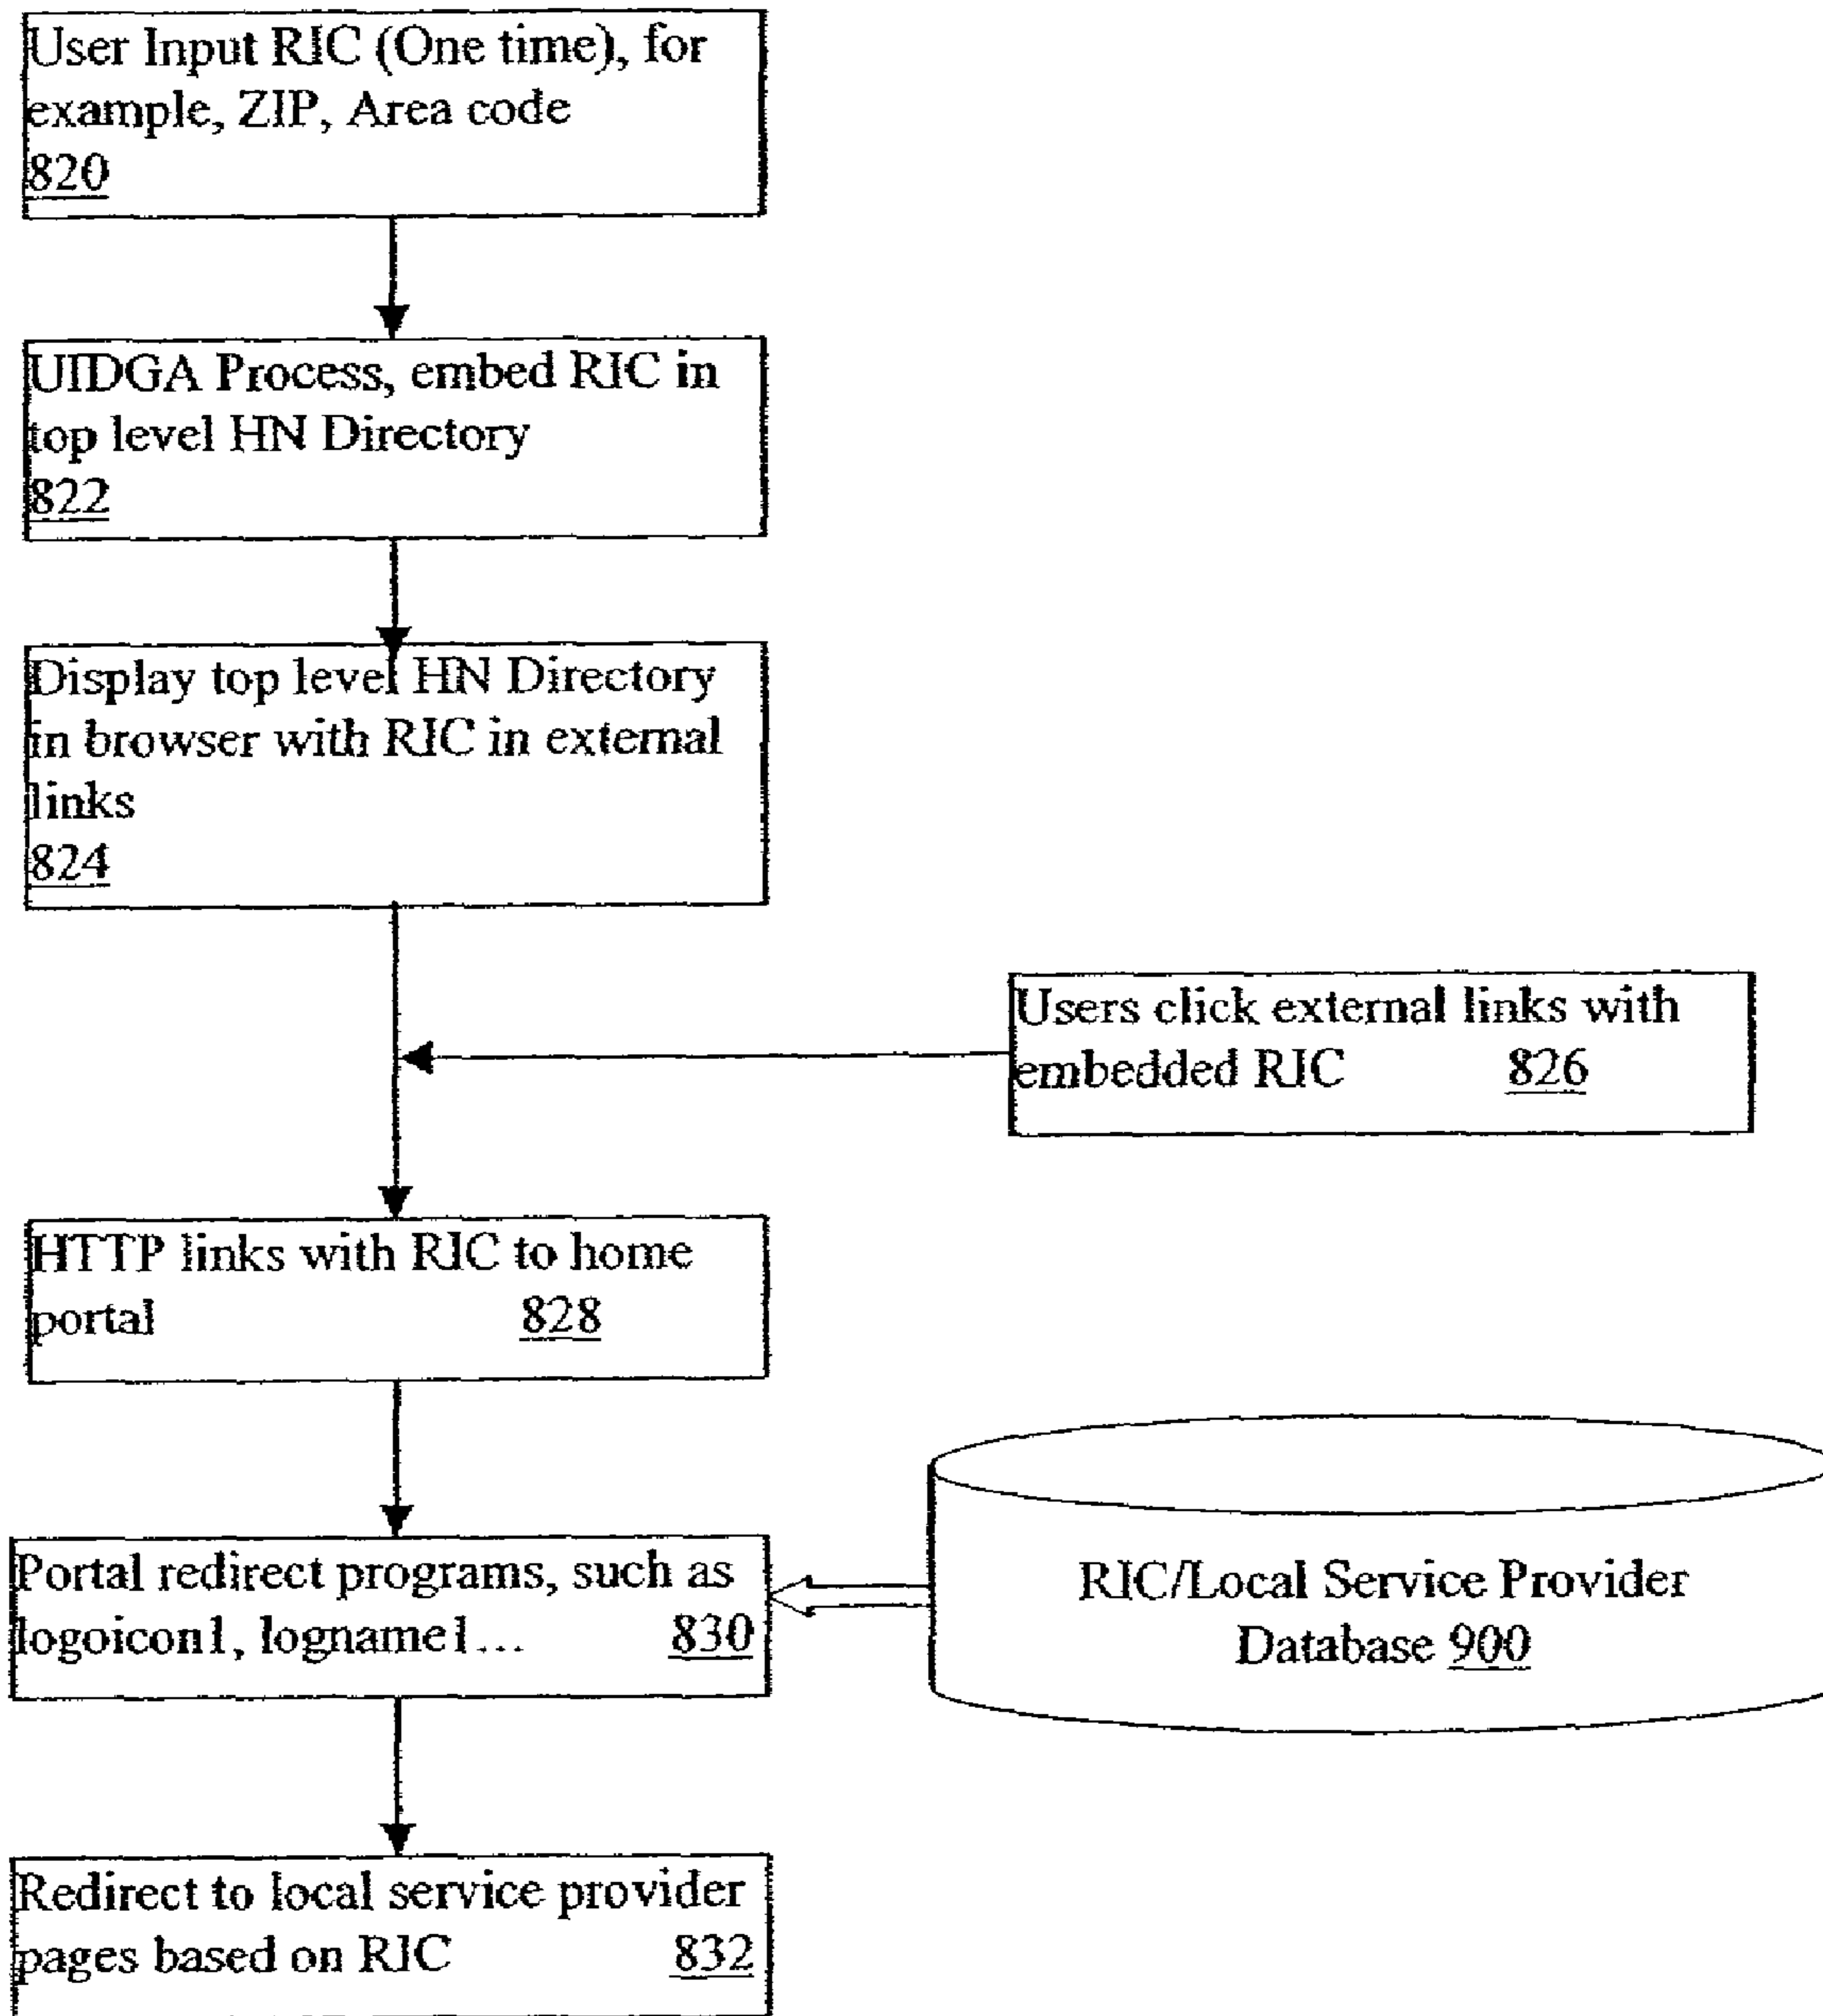 User Input RIC (One time), for
example, ZIP, Area code
820
UIDGA Process, embed RIC in
top level HN Directory
822
Display top level HN Directory
in browser with RIC in external
links
824
Users click external links with
embedded RIC 826
HTTP links with RIC to home
portal 828
Portal redirect programs, such as
logoicon1, logname1... 830
RIC/Local Service Provider
Database 900
Redirect to local service provider
pages based on RIC 832